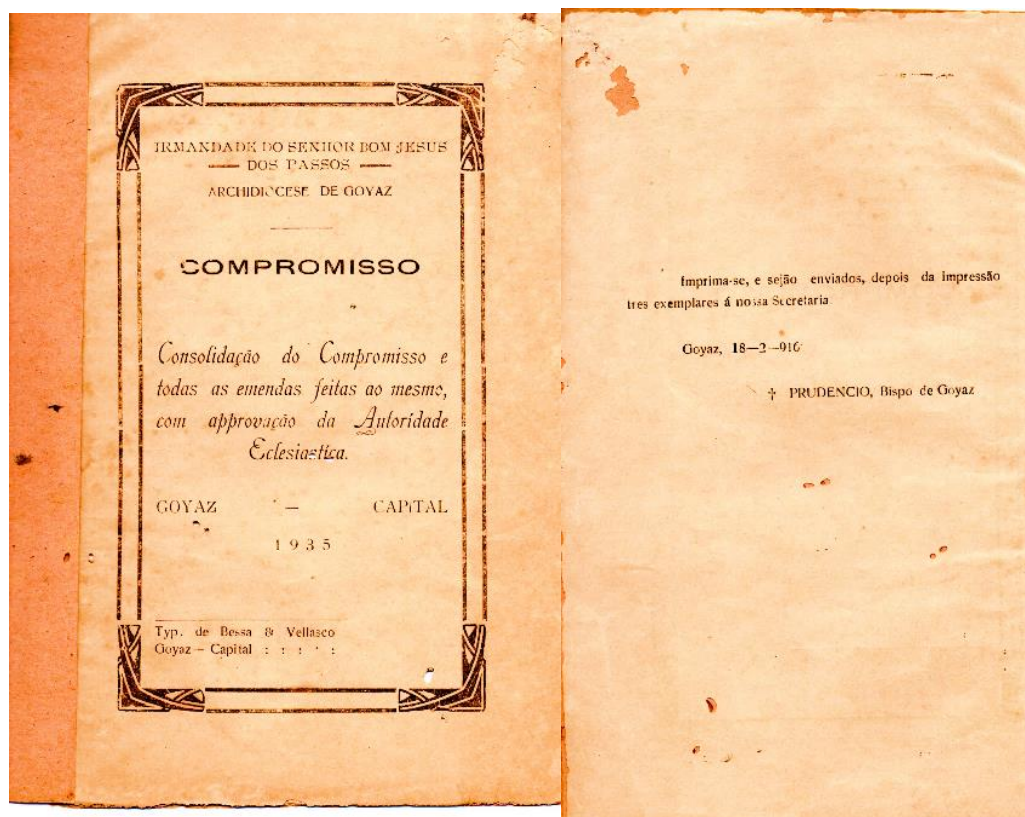 IRMANDADE DO SENHOR BOM JESUS
DOS PASSOS
ARCHIDIOCESE DE GOYAZ
COMPROMISSO
Consolidação do Compromisso e
todas as emendas feitas ao mesmo,
com approvação da Autoridade
Eclesiastica.
GOYAZ — CAPITAL
1935
Typ. de Bessa & Vellasco
Goyaz – Capital : : : : :
Imprima-se, e sejão enviados, depois da impressão
tres exemplares á nossa Secretaria
Goyaz, 18—2—916
† PRUDENCIO, Bispo de Goyaz